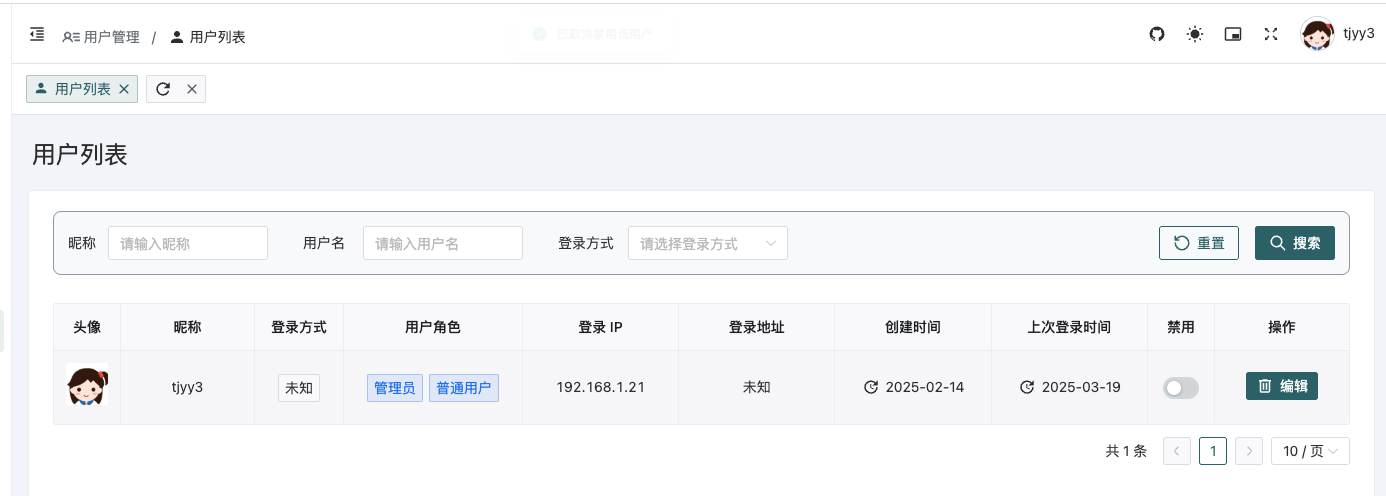 用户管理 / 用户列表
已取消禁用该用户
tjyy3
用户列表
用户列表
昵称 请输入昵称 用户名 请输入用户名 登录方式 请选择登录方式 重置 搜索
头像 昵称 登录方式 用户角色 登录 IP 登录地址 创建时间 上次登录时间 禁用 操作
tjyy3 未知 管理员 普通用户 192.168.1.21 未知 2025-02-14 2025-03-19 编辑
共 1 条 1 10 / 页